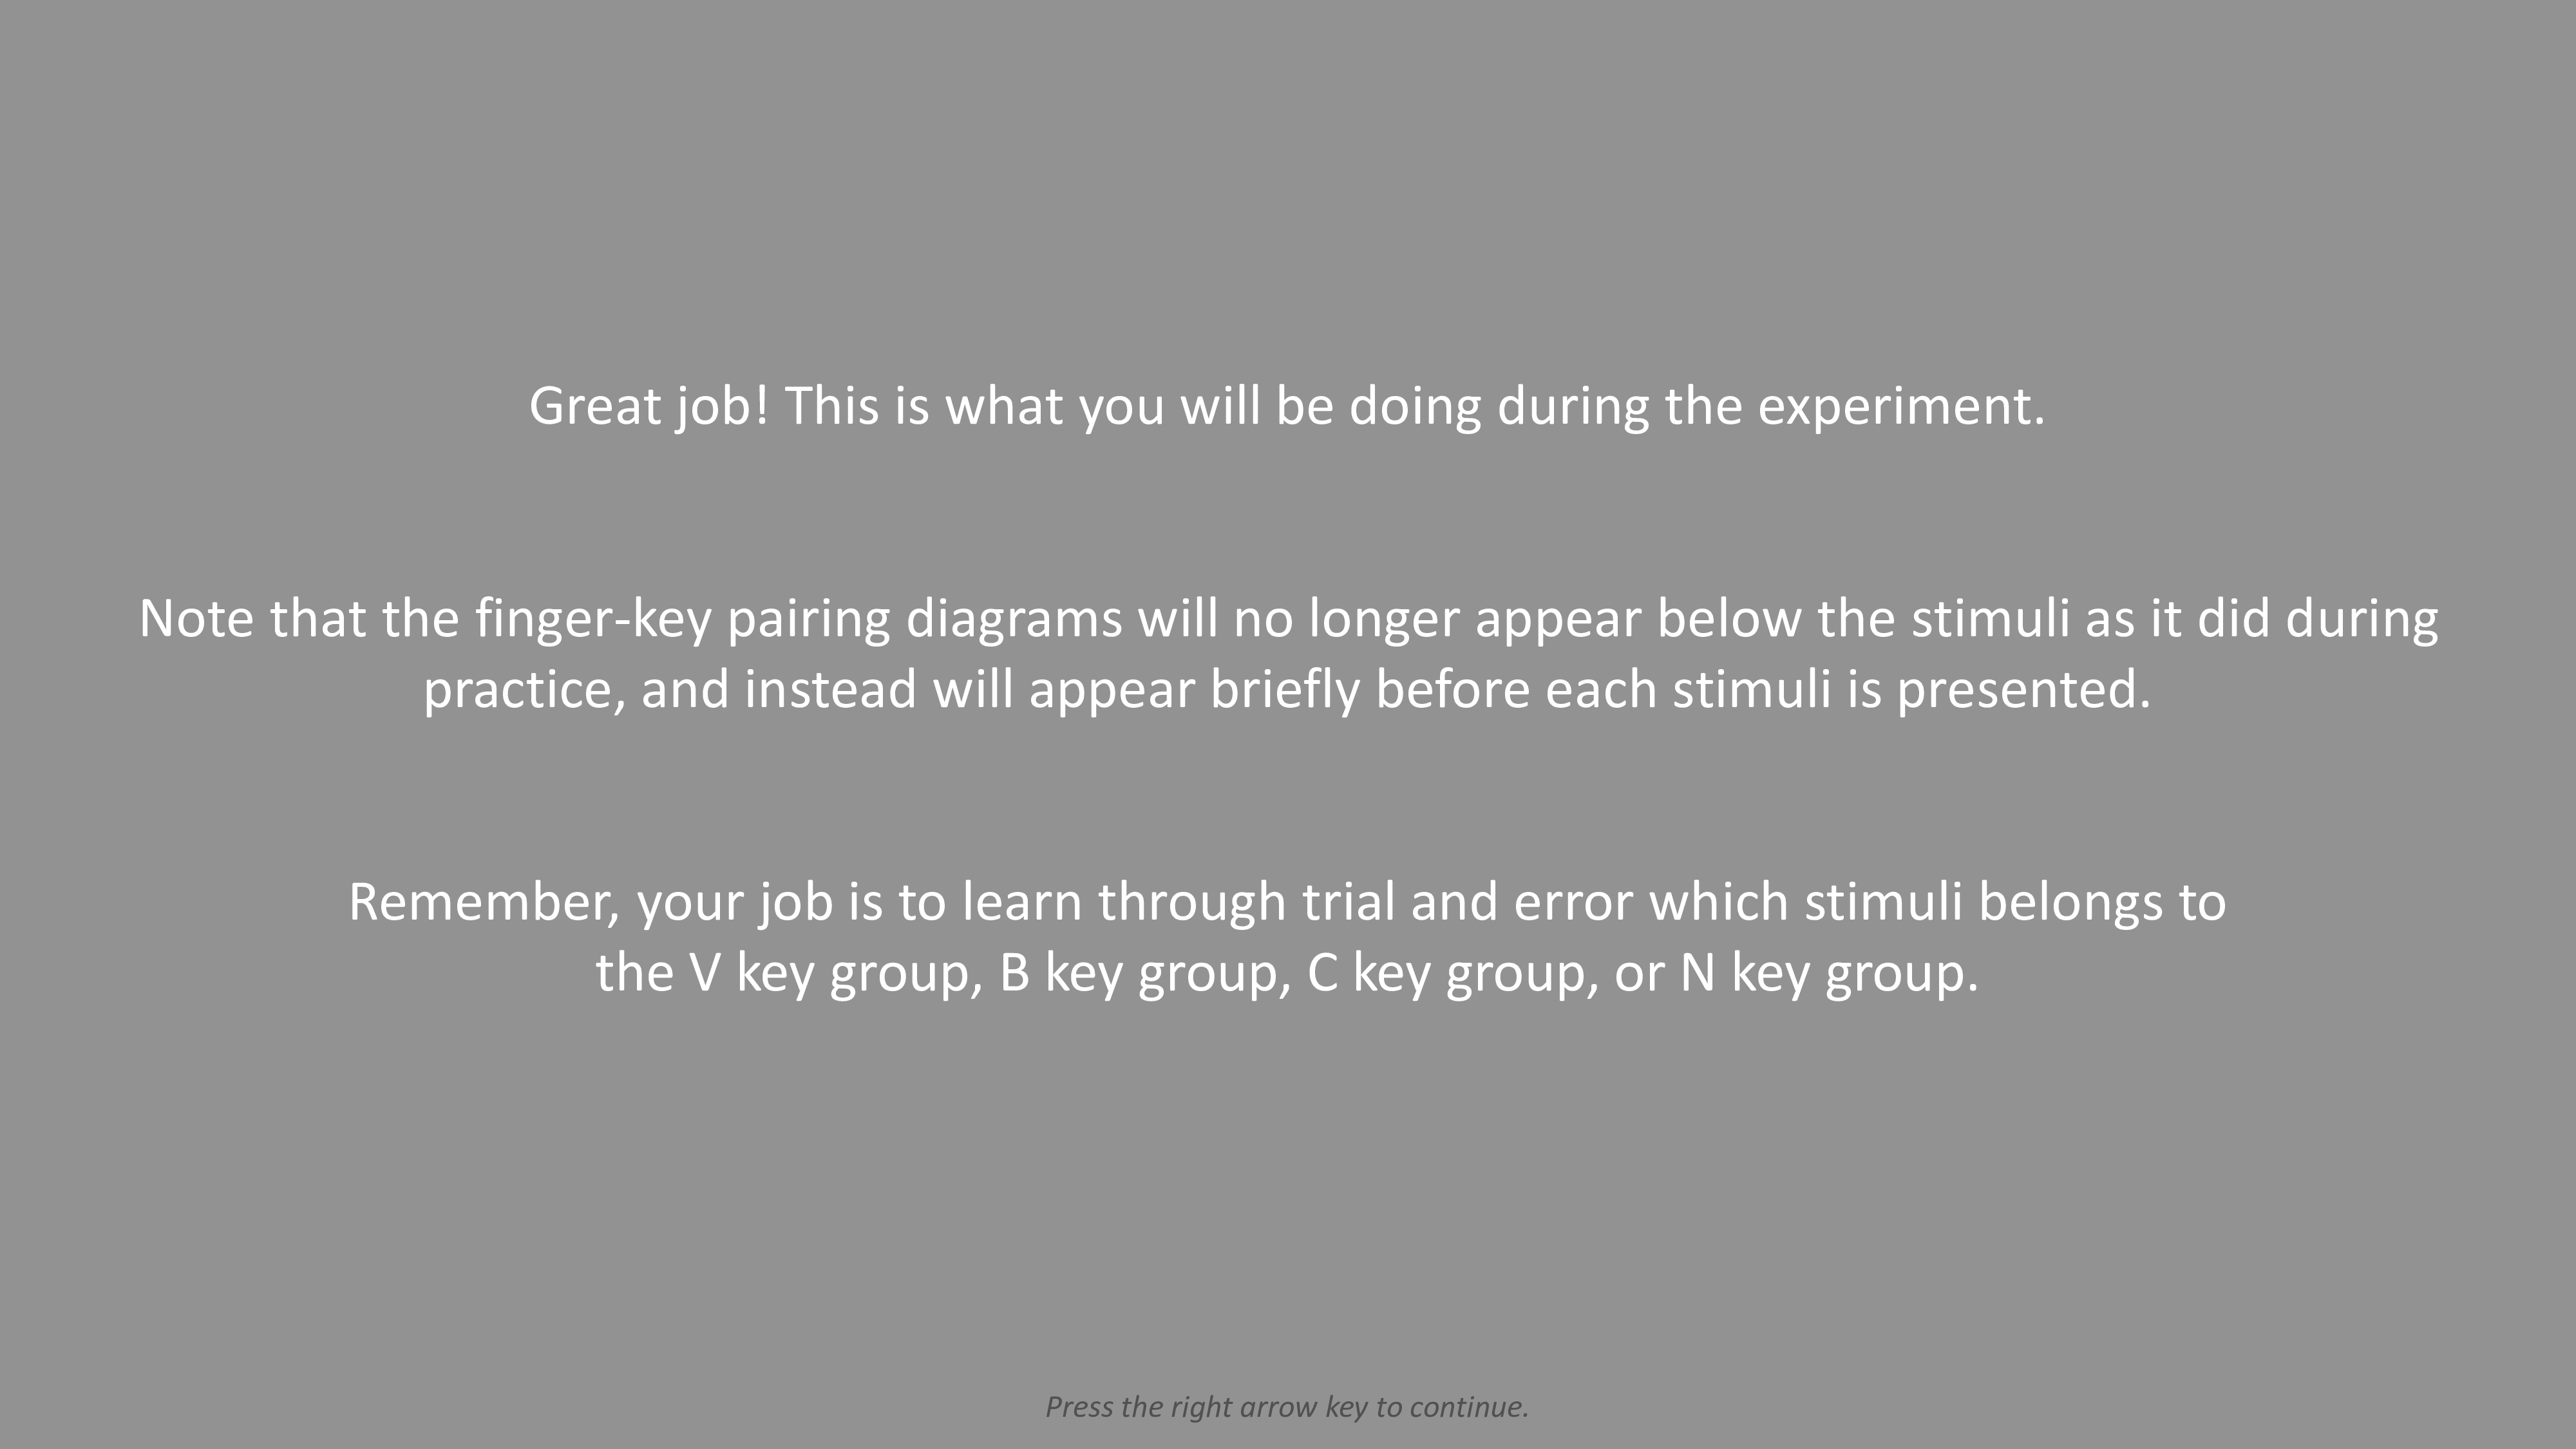 Great job! This is what you will be doing during the experiment.
Note that the finger-key pairing diagrams will no longer appear below the stimuli as it did during
practice, and instead will appear briefly before each stimuli is presented.
Remember, your job is to learn through trial and error which stimuli belongs to
the V key group, B key group, C key group, or N key group.
Press the right arrow key to continue.